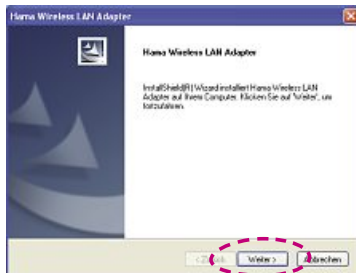 Hama Wireless LAN Adapter
Hama Wireless LAN Adapter
InstallShield(R) Wizard installiert Hama Wireless LAN
Adapter auf Ihrem Computer. Klicken Sie auf 'Weiter', um
fortzufahren.
< Zurück Weiter > Abbrechen